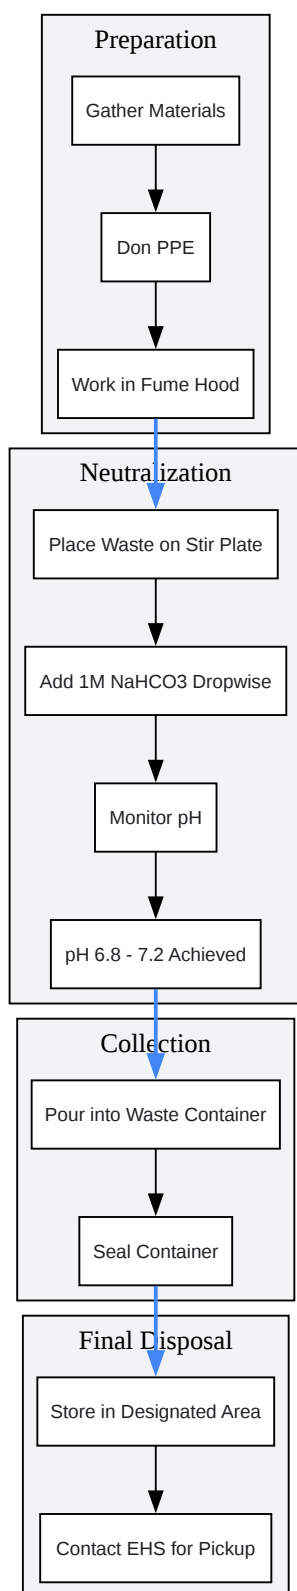 Preparation
Gather Materials
Don PPE
Work in Fume Hood
Neutralization
Place Waste on Stir Plate
Add 1M NaHCO3 Dropwise
Monitor pH
pH 6.8 - 7.2 Achieved
Collection
Pour into Waste Container
Seal Container
Final Disposal
Store in Designated Area
Contact EHS for Pickup